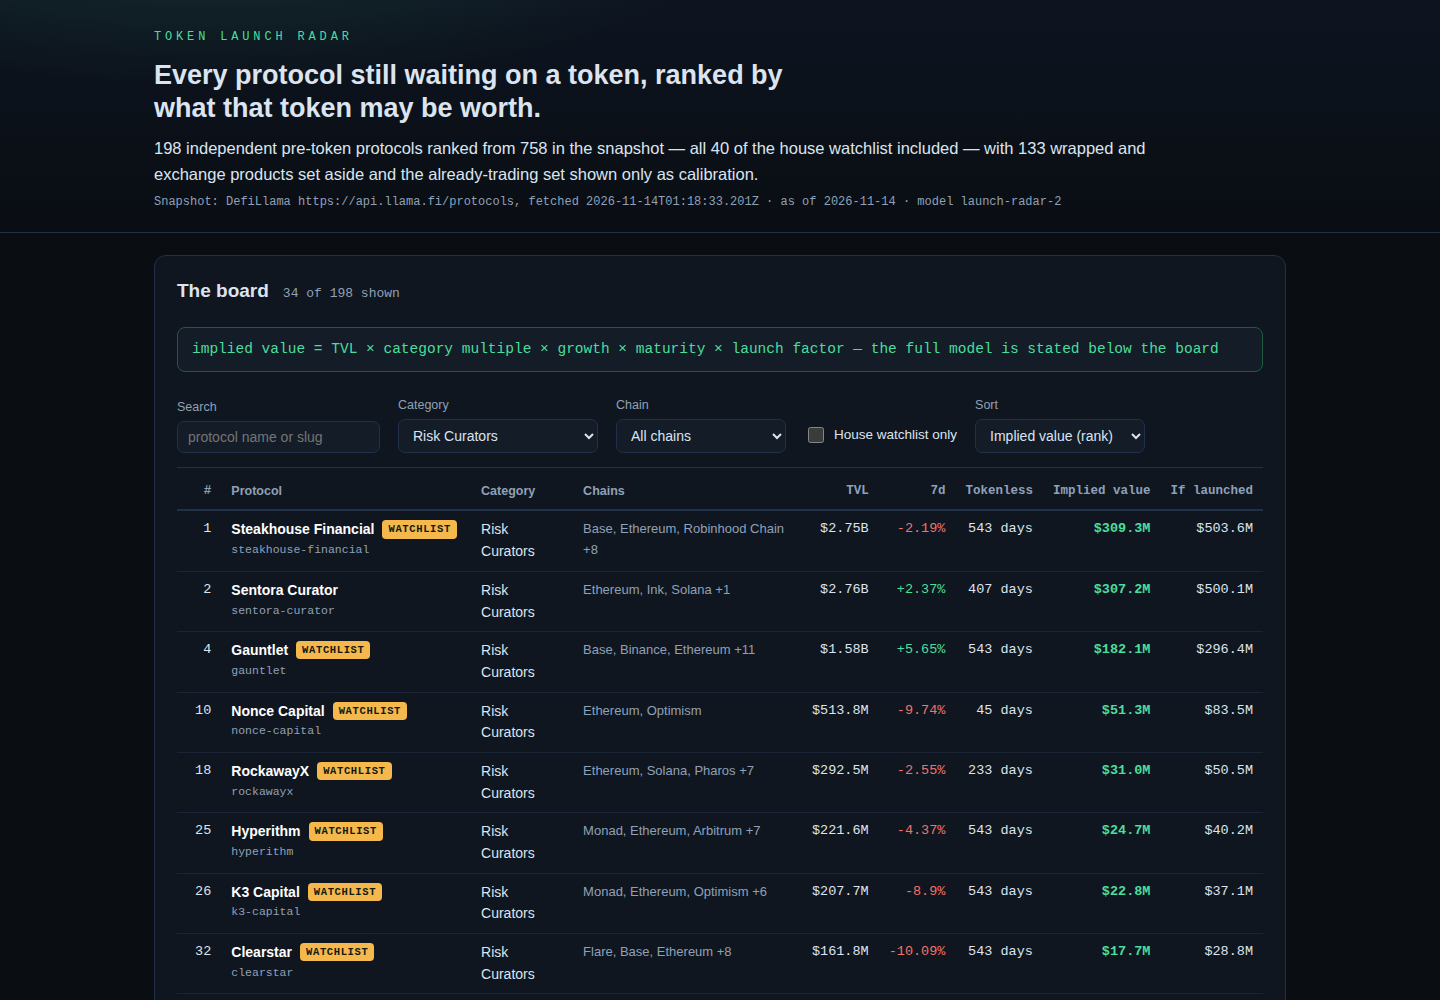 TOKEN LAUNCH RADAR
Every protocol still waiting on a token, ranked by
what that token may be worth.
198 independent pre-token protocols ranked from 758 in the snapshot — all 40 of the house watchlist included — with 133 wrapped and
exchange products set aside and the already-trading set shown only as calibration.
Snapshot: DefiLlama https://api.llama.fi/protocols, fetched 2026-11-14T01:18:33.201Z · as of 2026-11-14 · model launch-radar-2
The board 34 of 198 shown
implied value = TVL × category multiple × growth × maturity × launch factor — the full model is stated below the board
Search Category Chain Sort
protocol name or slug Risk Curators All chains House watchlist only Implied value (rank)
# Protocol Category Chains TVL 7d Tokenless Implied value If launched
1 Steakhouse Financial WATCHLIST Risk Base, Ethereum, Robinhood Chain $2.75B -2.19% 543 days $309.3M $503.6M
steakhouse-financial Curators +8
2 Sentora Curator Risk Ethereum, Ink, Solana +1 $2.76B +2.37% 407 days $307.2M $500.1M
sentora-curator Curators
4 Gauntlet WATCHLIST Risk Base, Binance, Ethereum +11 $1.58B +5.65% 543 days $182.1M $296.4M
gauntlet Curators
10 Nonce Capital WATCHLIST Risk Ethereum, Optimism $513.8M -9.74% 45 days $51.3M $83.5M
nonce-capital Curators
18 RockawayX WATCHLIST Risk Ethereum, Solana, Pharos +7 $292.5M -2.55% 233 days $31.0M $50.5M
rockawayx Curators
25 Hyperithm WATCHLIST Risk Monad, Ethereum, Arbitrum +7 $221.6M -4.37% 543 days $24.7M $40.2M
hyperithm Curators
26 K3 Capital WATCHLIST Risk Monad, Ethereum, Optimism +6 $207.7M -8.9% 543 days $22.8M $37.1M
k3-capital Curators
32 Clearstar WATCHLIST Risk Flare, Base, Ethereum +8 $161.8M -10.09% 543 days $17.7M $28.8M
clearstar Curators